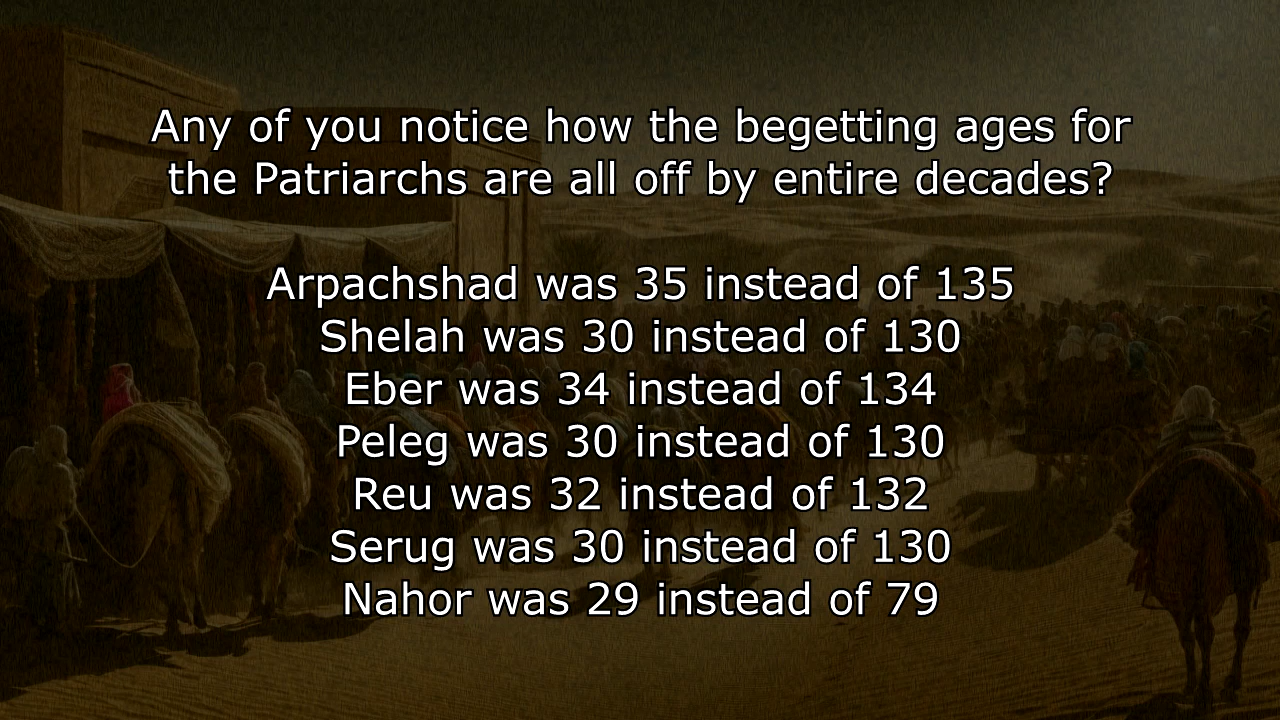 Any of you notice how the begetting ages for
the Patriarchs are all off by entire decades?
Arpachshad was 35 instead of 135
Shelah was 30 instead of 130
Eber was 34 instead of 134
Peleg was 30 instead of 130
Reu was 32 instead of 132
Serug was 30 instead of 130
Nahor was 29 instead of 79